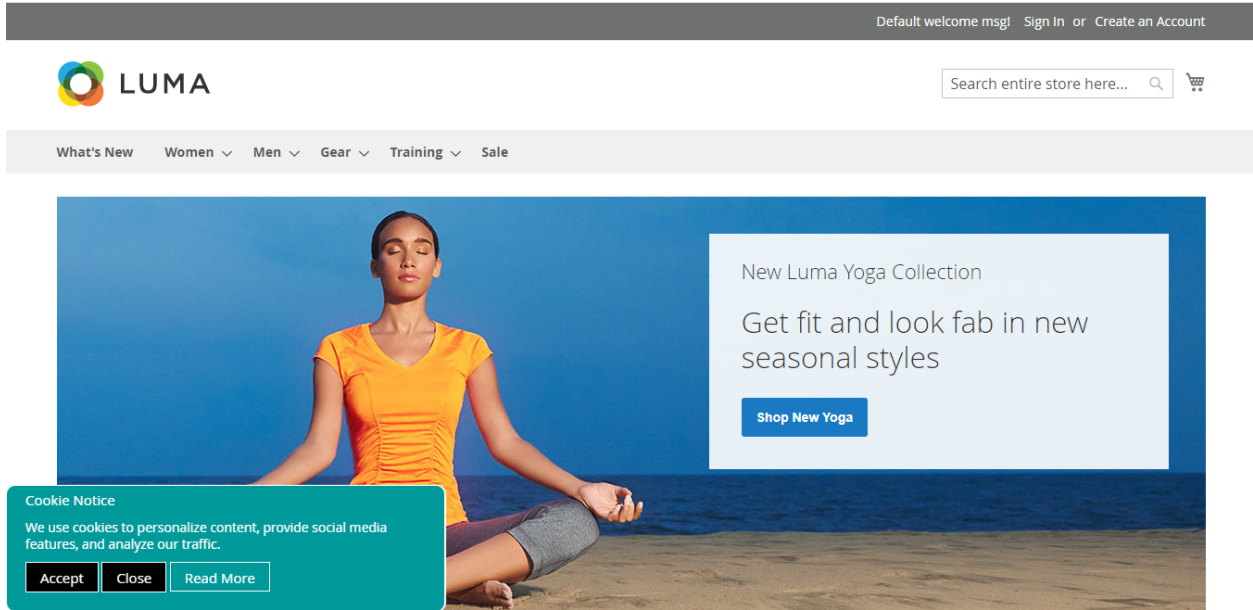 Default welcome msg! Sign In or Create an Account
LUMA
Search entire store here...
What's New Women Men Gear Training Sale
New Luma Yoga Collection
Get fit and look fab in new
seasonal styles
Shop New Yoga
Cookie Notice
We use cookies to personalize content, provide social media
features, and analyze our traffic.
Accept Close Read More